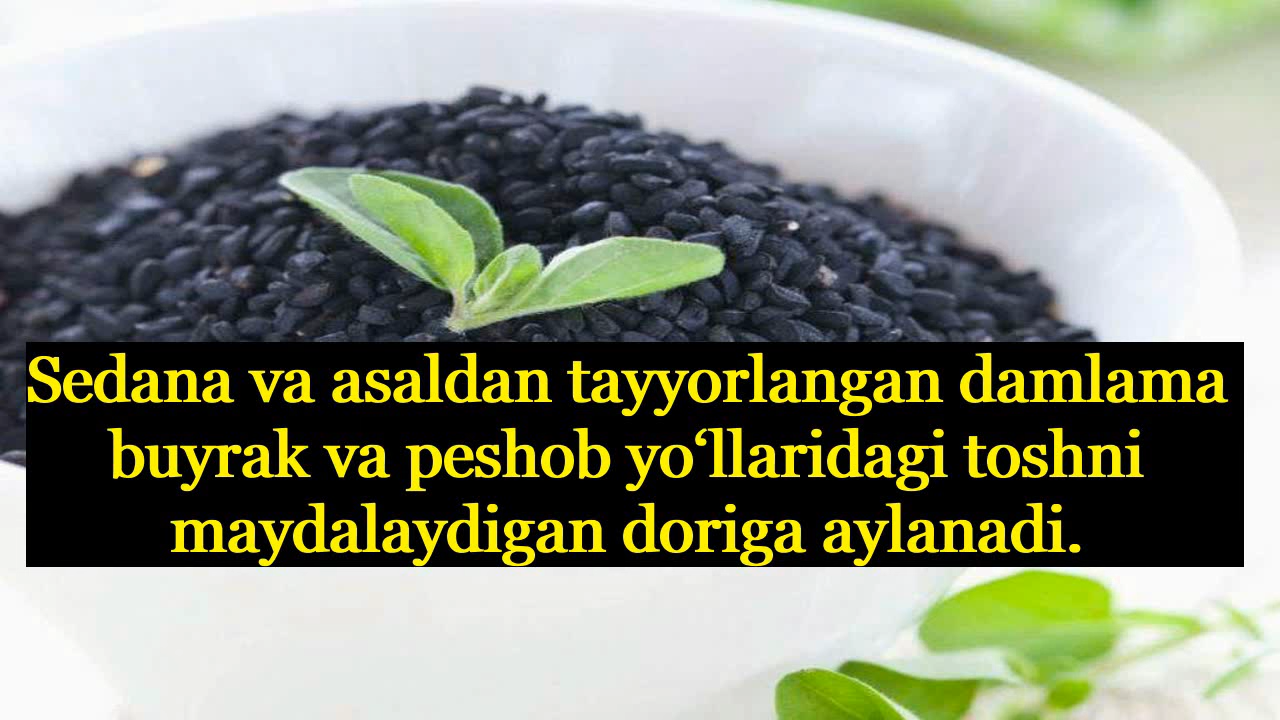 Sedana va asaldan tayyorlangan damlama
buyrak va peshob yo‘llaridagi toshni
maydalaydigan doriga aylanadi.